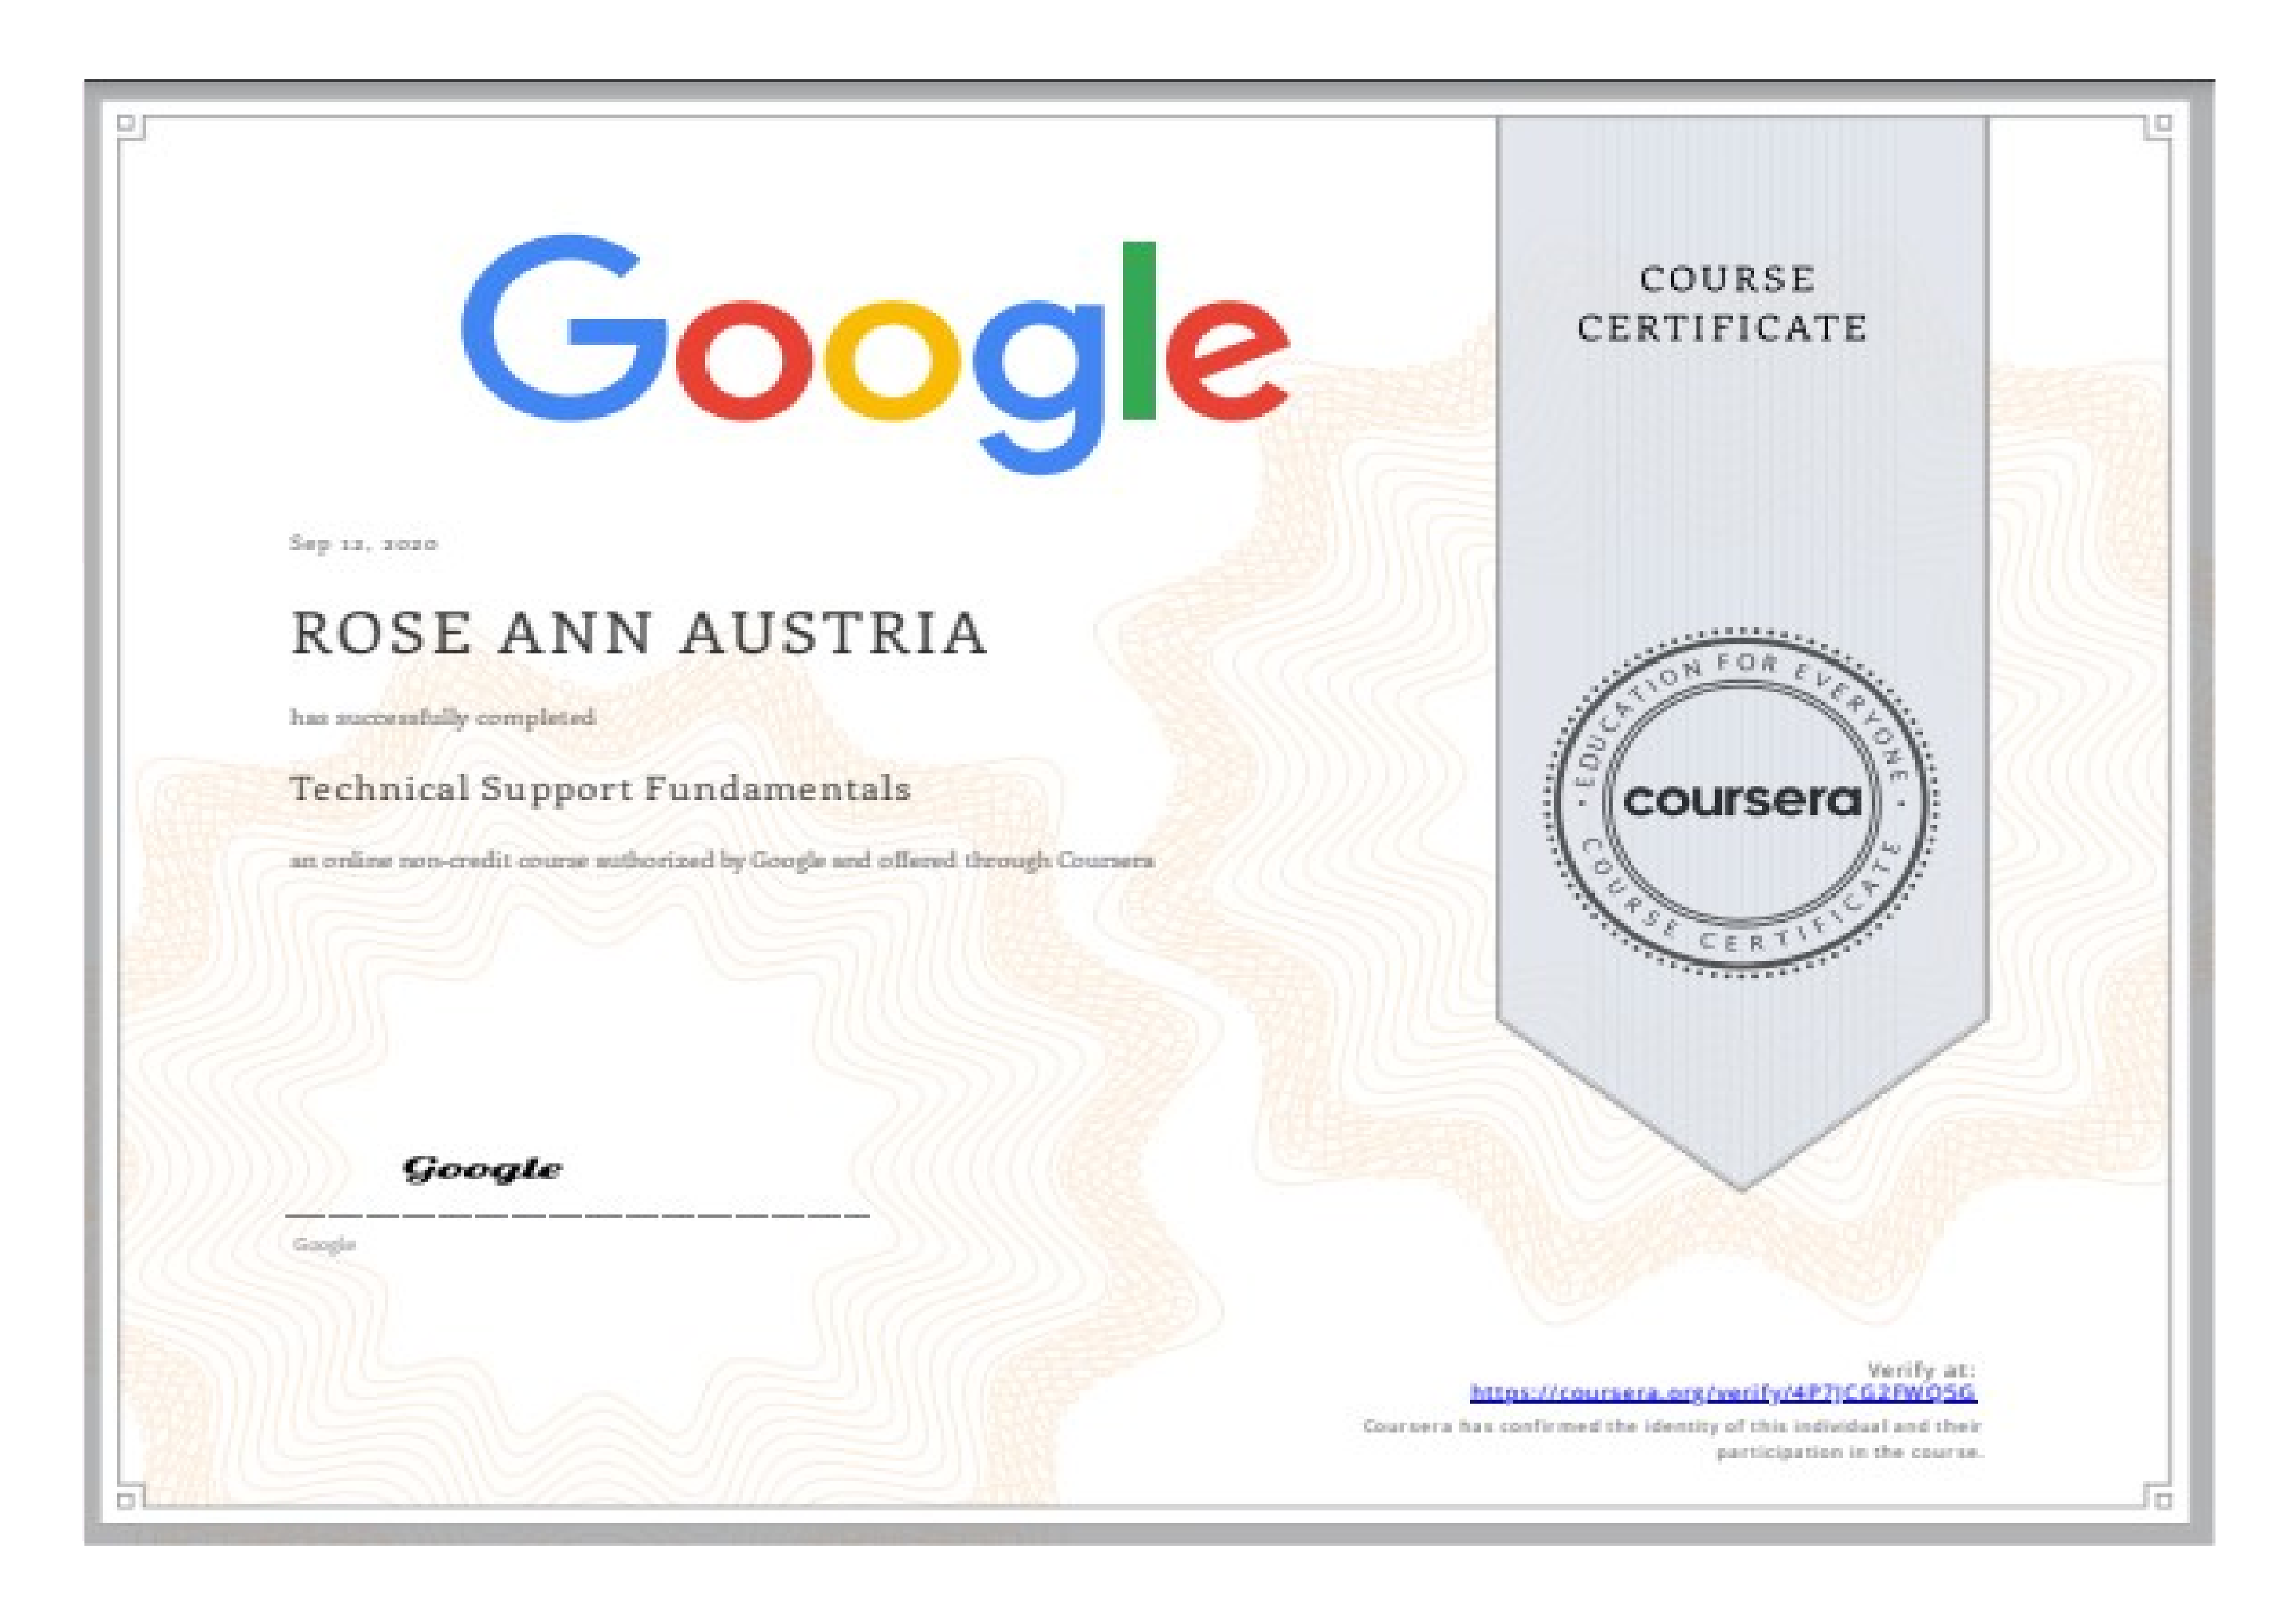 Google
COURSE
CERTIFICATE
Sep 12, 2020
ROSE ANN AUSTRIA
has successfully completed
Technical Support Fundamentals
an online non-credit course authorized by Google and offered through Coursera
EDUCATION FOR EVERYONE
coursera
COURSE CERTIFICATE
Google
Google
Verify at:
https://coursera.org/verify/4P7JCG2FWQ5G
Coursera has confirmed the identity of this individual and their
participation in the course.